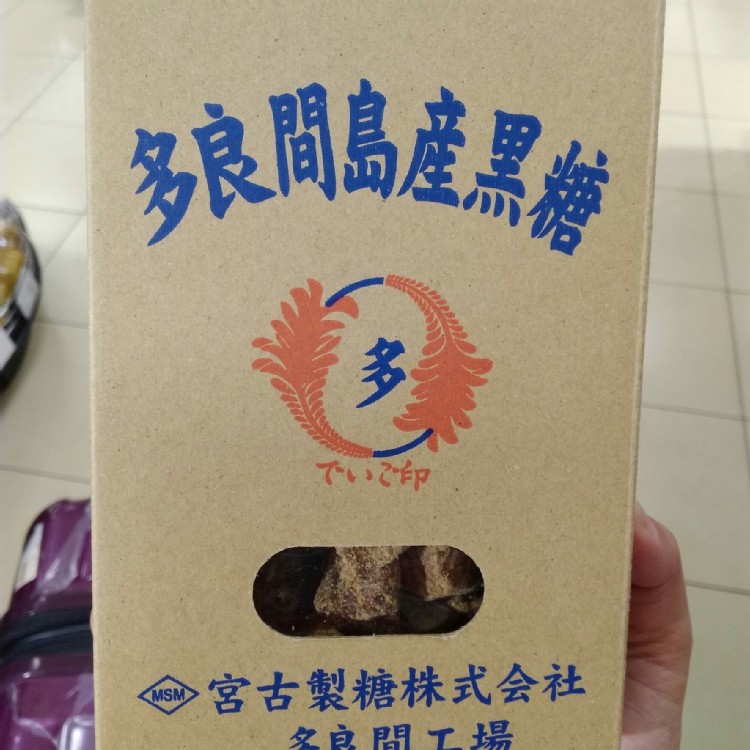 多良間島産黒糖
多
でいご印
MSM 宮古製糖株式会社
多良間工場